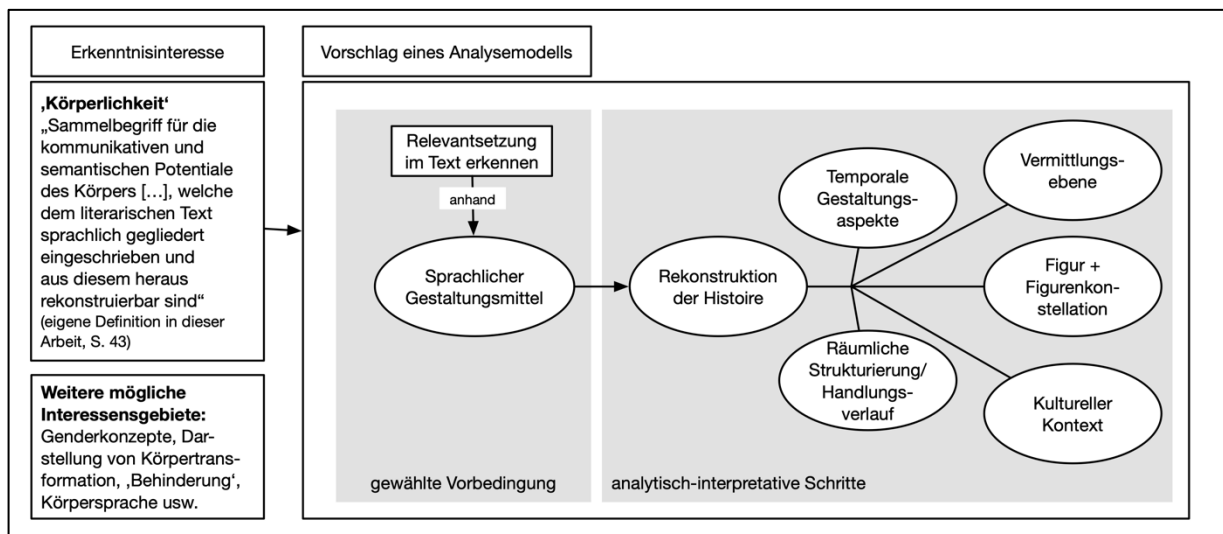 Erkenntnisinteresse
Vorschlag eines Analysemodells
‚Körperlichkeit‘
„Sammelbegriff für die
kommunikativen und
semantischen Potentiale
des Körpers […], welche
dem literarischen Text
sprachlich gegliedert
eingeschrieben und
aus diesem heraus
rekonstruierbar sind“
(eigene Definition in dieser
Arbeit, S. 43)
Weitere mögliche
Interessensgebiete:
Genderkonzepte, Dar-
stellung von Körpertrans-
formation, ‚Behinderung‘,
Körpersprache usw.
Relevantsetzung
im Text erkennen
anhand
Sprachlicher
Gestaltungsmittel
gewählte Vorbedingung
Rekonstruktion
der Histoire
Temporale
Gestaltungs-
aspekte
Räumliche
Strukturierung/
Handlungs-
verlauf
Vermittlungs-
ebene
Figur +
Figurenkon-
stellation
Kultureller
Kontext
analytisch-interpretative Schritte